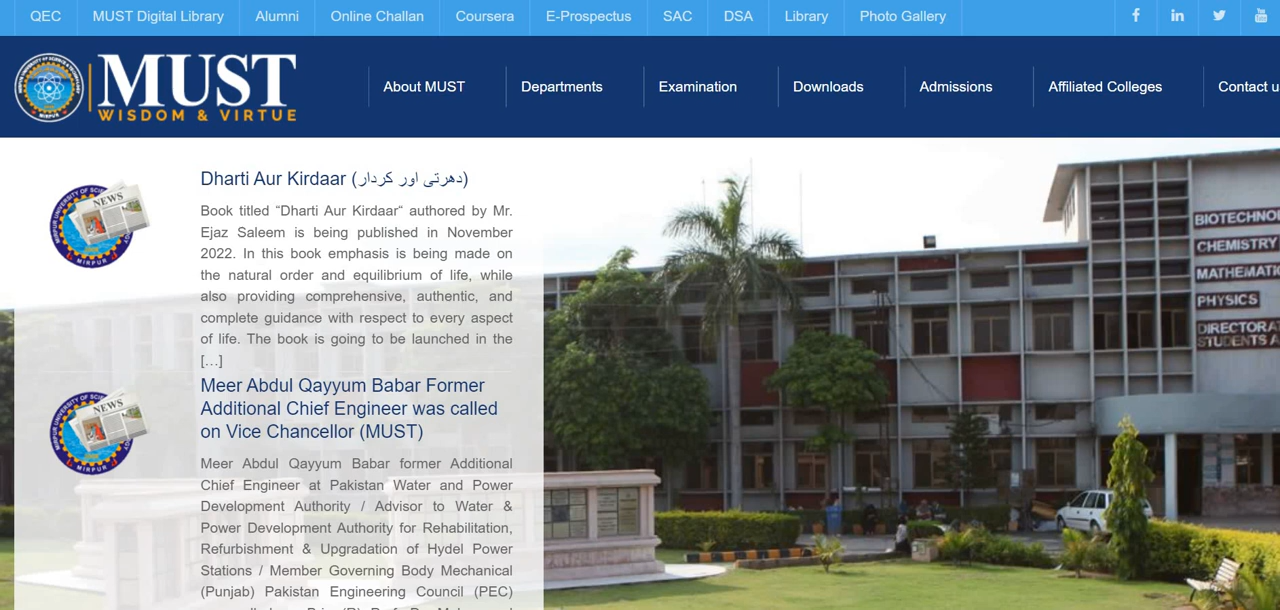 QEC MUST Digital Library Alumni Online Challan Coursera E-Prospectus SAC DSA Library Photo Gallery
MUST
WISDOM & VIRTUE
MIRPUR
About MUST Departments Examination Downloads Admissions Affiliated Colleges Contact u
Dharti Aur Kirdaar (دھرتی اور کردار)
NEWS
MIRPUR
Book titled “Dharti Aur Kirdaar“ authored by Mr.
Ejaz Saleem is being published in November
2022. In this book emphasis is being made on
the natural order and equilibrium of life, while
also providing comprehensive, authentic, and
complete guidance with respect to every aspect
of life. The book is going to be launched in the
[…]
Meer Abdul Qayyum Babar Former
Additional Chief Engineer was called
on Vice Chancellor (MUST)
NEWS
MIRPUR
Meer Abdul Qayyum Babar former Additional
Chief Engineer at Pakistan Water and Power
Development Authority / Advisor to Water &
Power Development Authority for Rehabilitation,
Refurbishment & Upgradation of Hydel Power
Stations / Member Governing Body Mechanical
(Punjab) Pakistan Engineering Council (PEC)
BIOTECHNO
CHEMISTRY
MATHEMATI
PHYSICS
DIRECTORA
STUDENTS A